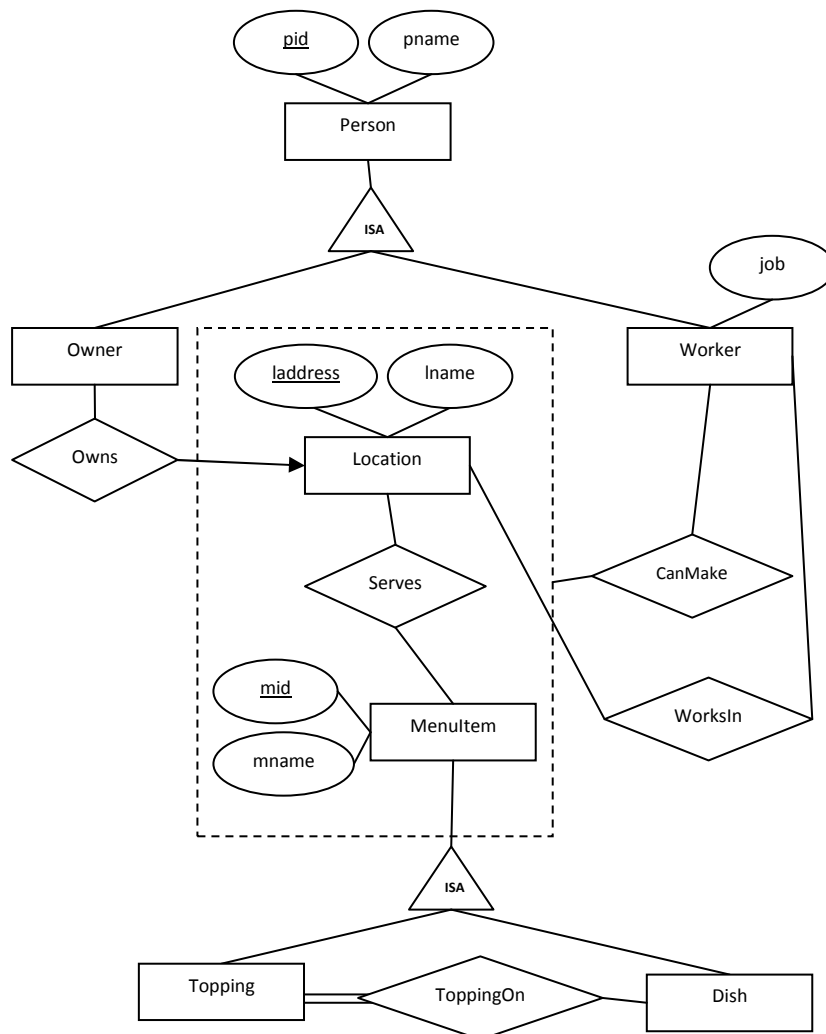 pid
pname
Person
ISA
job
Owner
Worker
laddress
lname
Owns
Location
CanMake
Serves
mid
MenuItem
WorksIn
mname
ISA
Topping
ToppingOn
Dish